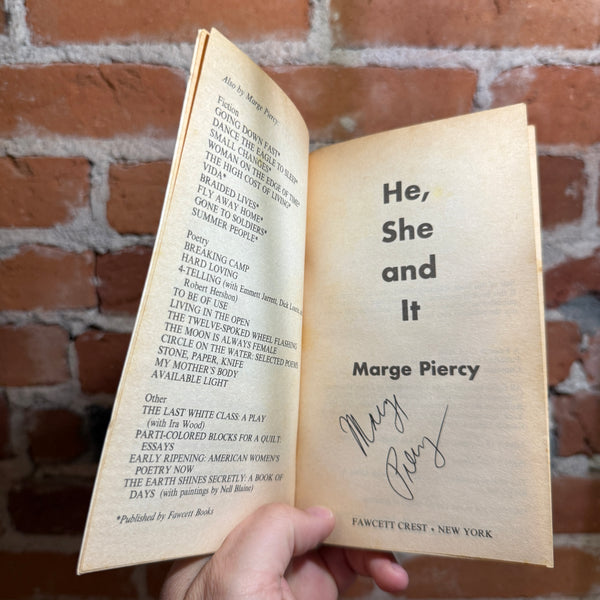 Also by Marge Piercy:
Fiction
GOING DOWN FAST*
DANCE THE EAGLE TO SLEEP*
SMALL CHANGES*
WOMAN ON THE EDGE OF TIME*
THE HIGH COST OF LIVING*
VIDA*
BRAIDED LIVES*
FLY AWAY HOME*
GONE TO SOLDIERS*
SUMMER PEOPLE*
Poetry
BREAKING CAMP
HARD LOVING
4-TELLING (with Emmett Jarrett, Dick
Robert Hershon)
TO BE OF USE
LIVING IN THE OPEN
THE TWELVE-SPOKED WHEEL FLASHING
THE MOON IS ALWAYS FEMALE
CIRCLE ON THE WATER: SELECTED POEMS
STONE, PAPER, KNIFE
MY MOTHER'S BODY
AVAILABLE LIGHT
Other
THE LAST WHITE CLASS: A PLAY
(with Ira Wood)
PARTI-COLORED BLOCKS FOR A QUILT:
ESSAYS
EARLY RIPENING: AMERICAN WOMEN'S
POETRY NOW
THE EARTH SHINES SECRETLY: A BOOK OF
DAYS (with paintings by Nell Blaine)
*Published by Fawcett Books
He,
She
and
It
Marge Piercy
Marge
Piercy
FAWCETT CREST • NEW YORK